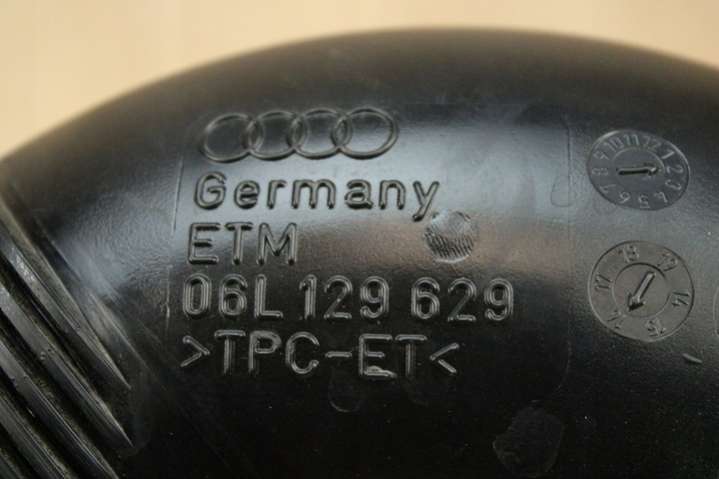 Germany
ETM
06L 129 629
>TPC-ET<